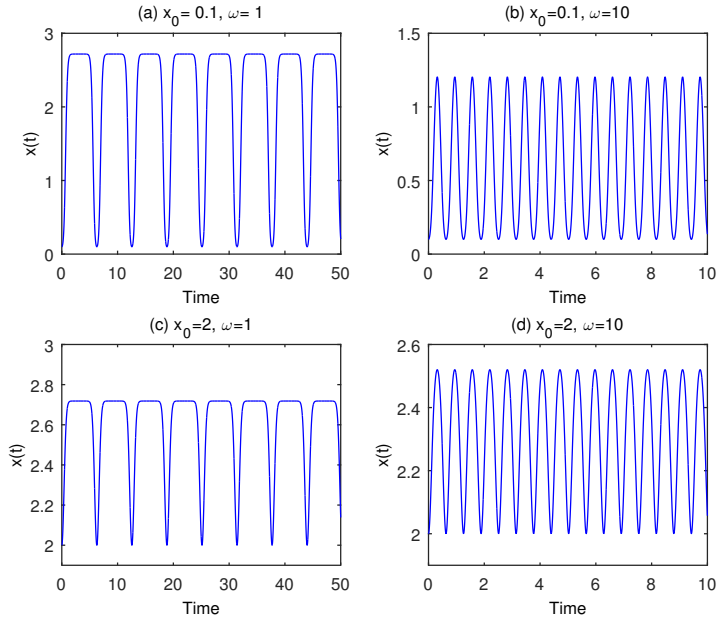 (a) x0= 0.1, ω= 1
3
2
1
0
x(t)
0 10 20 30 40 50
Time
(b) x0=0.1, ω=10
1.5
1
0.5
0
x(t)
0 2 4 6 8 10
Time
(c) x0=2, ω=1
3
2.8
2.6
2.4
2.2
2
x(t)
0 10 20 30 40 50
Time
(d) x0=2, ω=10
2.6
2.4
2.2
2
x(t)
0 2 4 6 8 10
Time